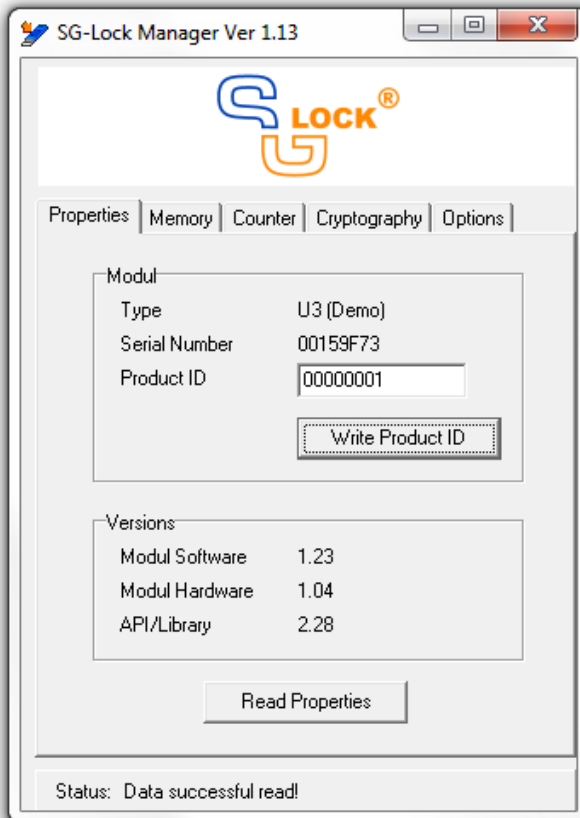 SG-Lock Manager Ver 1.13
SG LOCK®
Properties Memory Counter Cryptography Options
Modul
Type U3 (Demo)
Serial Number 00159F73
Product ID 00000001
Write Product ID
Versions
Modul Software 1.23
Modul Hardware 1.04
API/Library 2.28
Read Properties
Status: Data successful read!